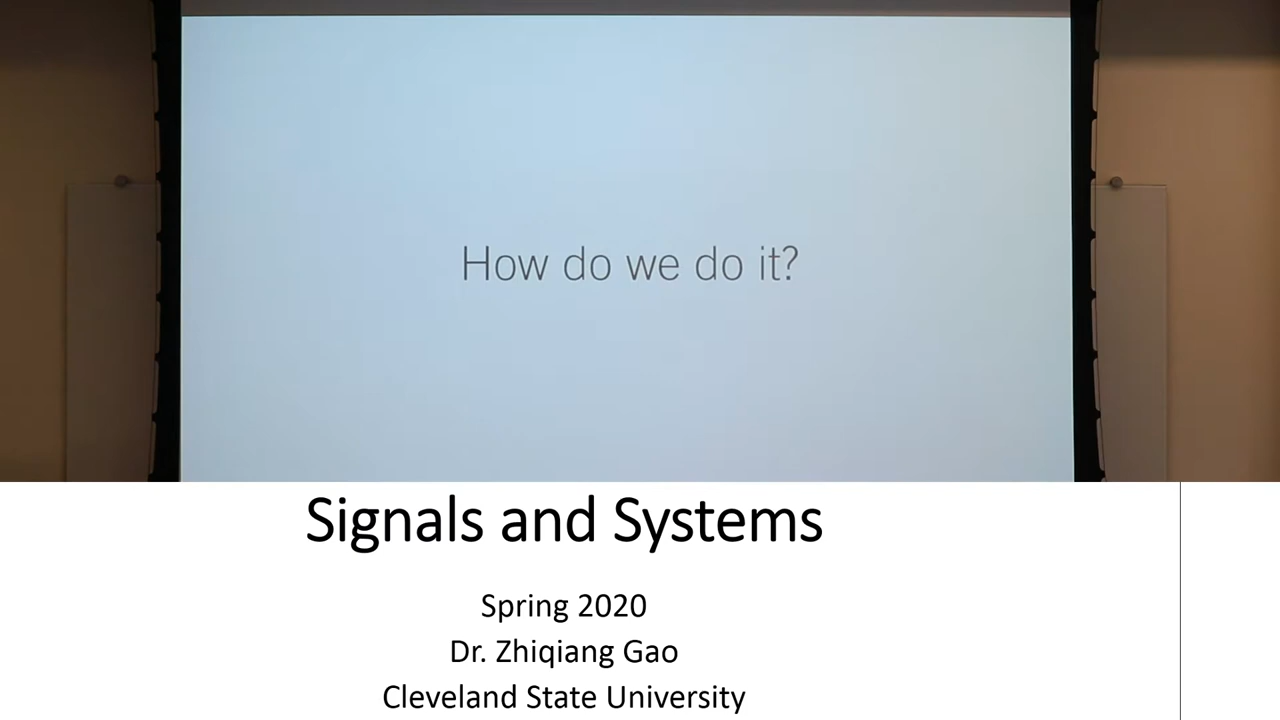 How do we do it?
Signals and Systems
Spring 2020
Dr. Zhiqiang Gao
Cleveland State University